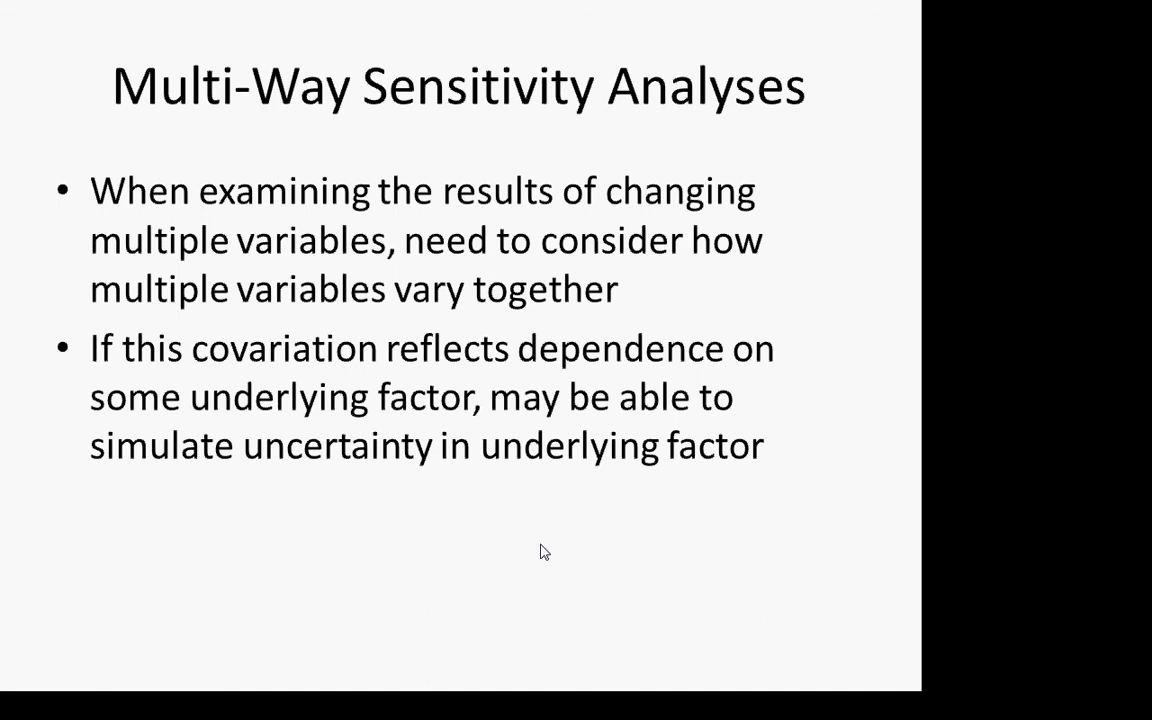 Multi-Way Sensitivity Analyses
• When examining the results of changing
multiple variables, need to consider how
multiple variables vary together
• If this covariation reflects dependence on
some underlying factor, may be able to
simulate uncertainty in underlying factor